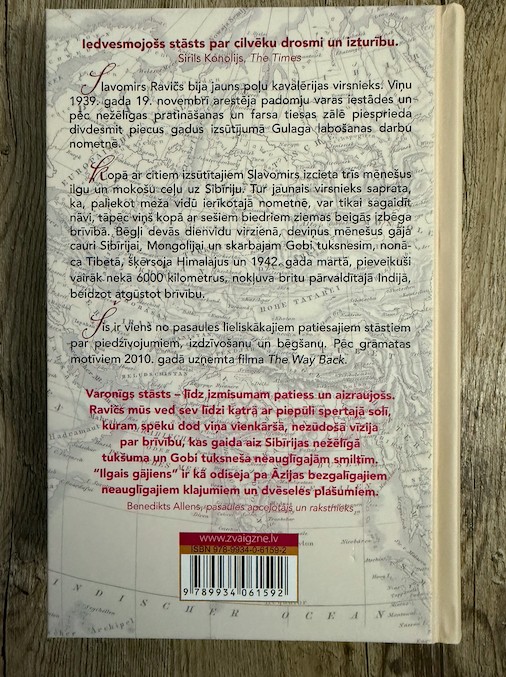 Iedvesmojošs stāsts par cilvēku drosmi un izturību.
Sirils Konolijs, The Times
Slavomirs Ravičs bija jauns poļu kavalērijas virsnieks. Viņu
1939. gada 19. novembrī arestēja padomju varas iestādes un
pēc nežēlīgas pratināšanas un farsa tiesas zālē piesprieda
divdesmit piecus gadus izsūtījumā Gulaga labošanas darbu
nometnē.
Kopā ar citiem izsūtītajiem Slavomirs izcieta trīs mēnešus
ilgu un mokošu ceļu uz Sibīriju. Tur jaunais virsnieks saprata,
ka, paliekot meža vidū ierīkotajā nometnē, var tikai sagaidīt
nāvi, tāpēc viņš kopā ar sešiem biedriem ziemas beigās izbēga
brīvībā. Bēgļi devās dienvidu virzienā, deviņus mēnešus gāja
cauri Sibīrijai, Mongolijai un skarbajam Gobi tuksnesim, nonā-
ca Tibetā, šķērsoja Himalajus un 1942. gada martā, pieveikuši
vairāk nekā 6000 kilometrus, nokļuva britu pārvaldītajā Indijā,
beidzot atgūstot brīvību.
Šis ir viens no pasaules lieliskākajiem patiesajiem stāstiem
par piedzīvojumiem, izdzīvošanu un bēgšanu. Pēc grāmatas
motīviem 2010. gadā uzņemta filma The Way Back.
Varonīgs stāsts – līdz izmisumam patiess un aizraujošs.
Ravičs mūs ved sev līdzi katrā ar piepūli spertajā solī,
kuram spēku dod viņa vienkāršā, nezūdošā vīzija
par brīvību, kas gaida aiz Sibīrijas nežēlīgā
tukšuma un Gobi tuksneša neauglīgajām smiltīm.
“Ilgais gājiens” ir kā odiseja pa Āzijas bezgalīgajiem
neauglīgajiem klajumiem un dvēseles plašumiem.
Benedikts Allens, pasaules apceļotājs un rakstnieks
www.zvaigzne.lv
ISBN 978-9934-0-6159-2
9 789934 061592
INDISCHER OCEAN